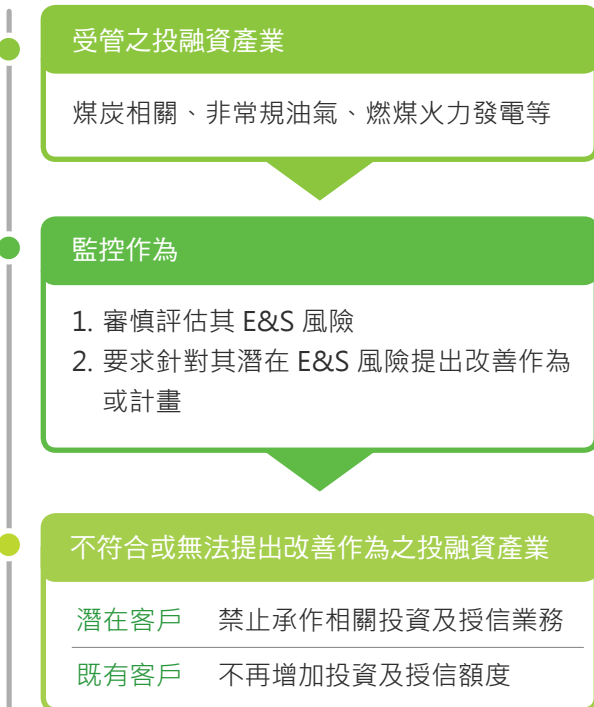 受管之投融資產業
煤炭相關、非常規油氣、燃煤火力發電等
監控作為
1. 審慎評估其 E&S 風險
2. 要求針對其潛在 E&S 風險提出改善作為
或計畫
不符合或無法提出改善作為之投融資產業
潛在客戶 禁止承作相關投資及授信業務
既有客戶 不再增加投資及授信額度